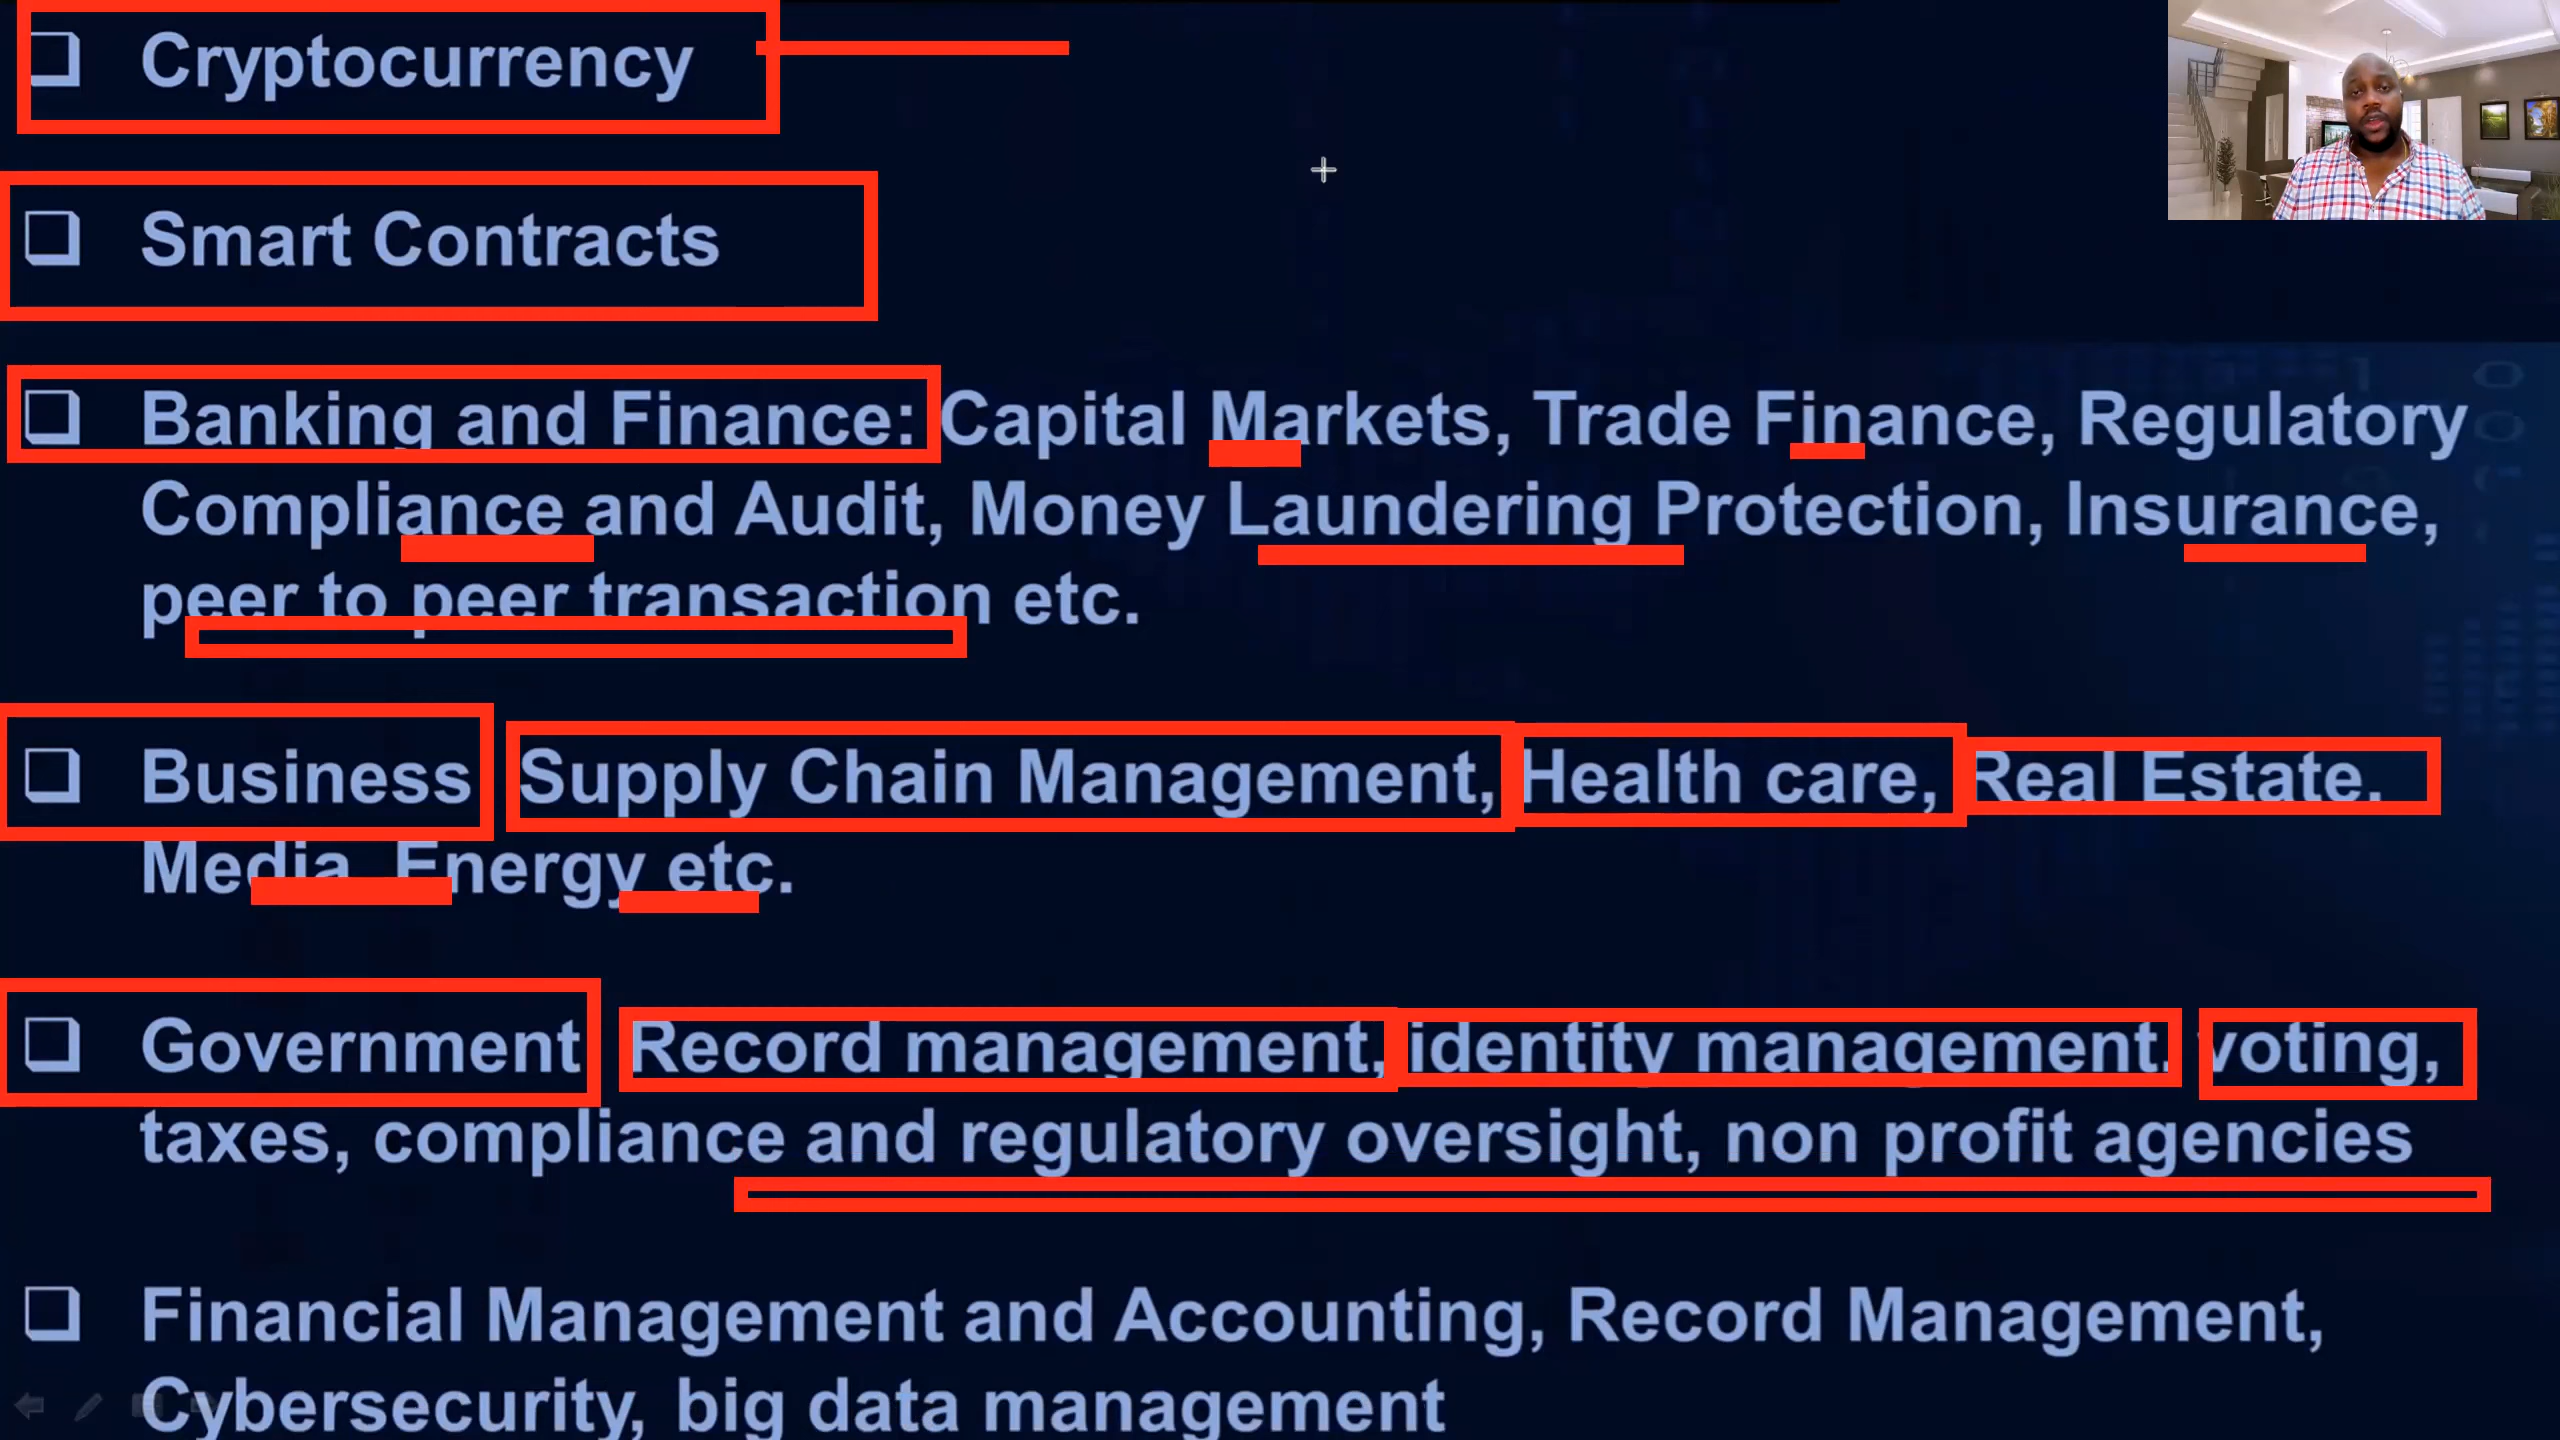 Cryptocurrency
Smart Contracts
Banking and Finance: Capital Markets, Trade Finance, Regulatory
Compliance and Audit, Money Laundering Protection, Insurance,
peer to peer transaction etc.
Business Supply Chain Management, Health care, Real Estate,
Media, Energy etc.
Government Record management, identity management, voting,
taxes, compliance and regulatory oversight, non profit agencies
Financial Management and Accounting, Record Management,
Cybersecurity, big data management